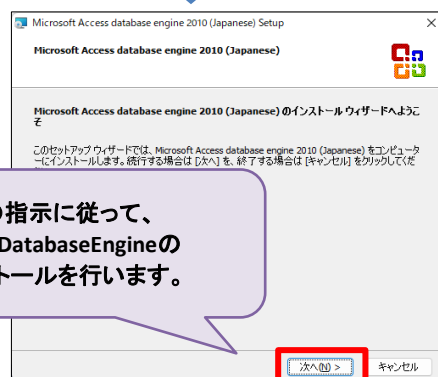 Microsoft Access database engine 2010 (Japanese) Setup
Microsoft Access database engine 2010 (Japanese)
Microsoft Access database engine 2010 (Japanese) のインストール ウィザードへようこ
そ
このセットアップ ウィザードでは、Microsoft Access database engine 2010 (Japanese) をコンピュータ
ーにインストールします。続行する場合は [次へ] を、終了する場合は [キャンセル] をクリックしてくだ
の指示に従って、
DatabaseEngineの
トールを行います。
次へ(N) >
キャンセル